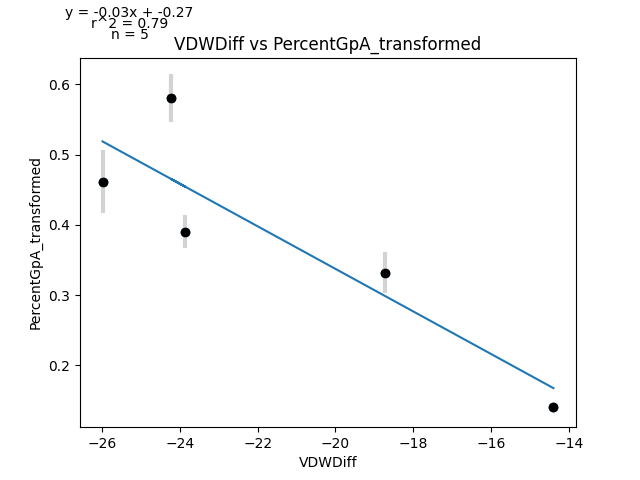 y = -0.03x + -0.27
r^2 = 0.79
n = 5
VDWDiff vs PercentGpA_transformed
PercentGpA_transformed
0.6
0.5
0.4
0.3
0.2
−26
−24
−22
−20
−18
−16
−14
VDWDiff